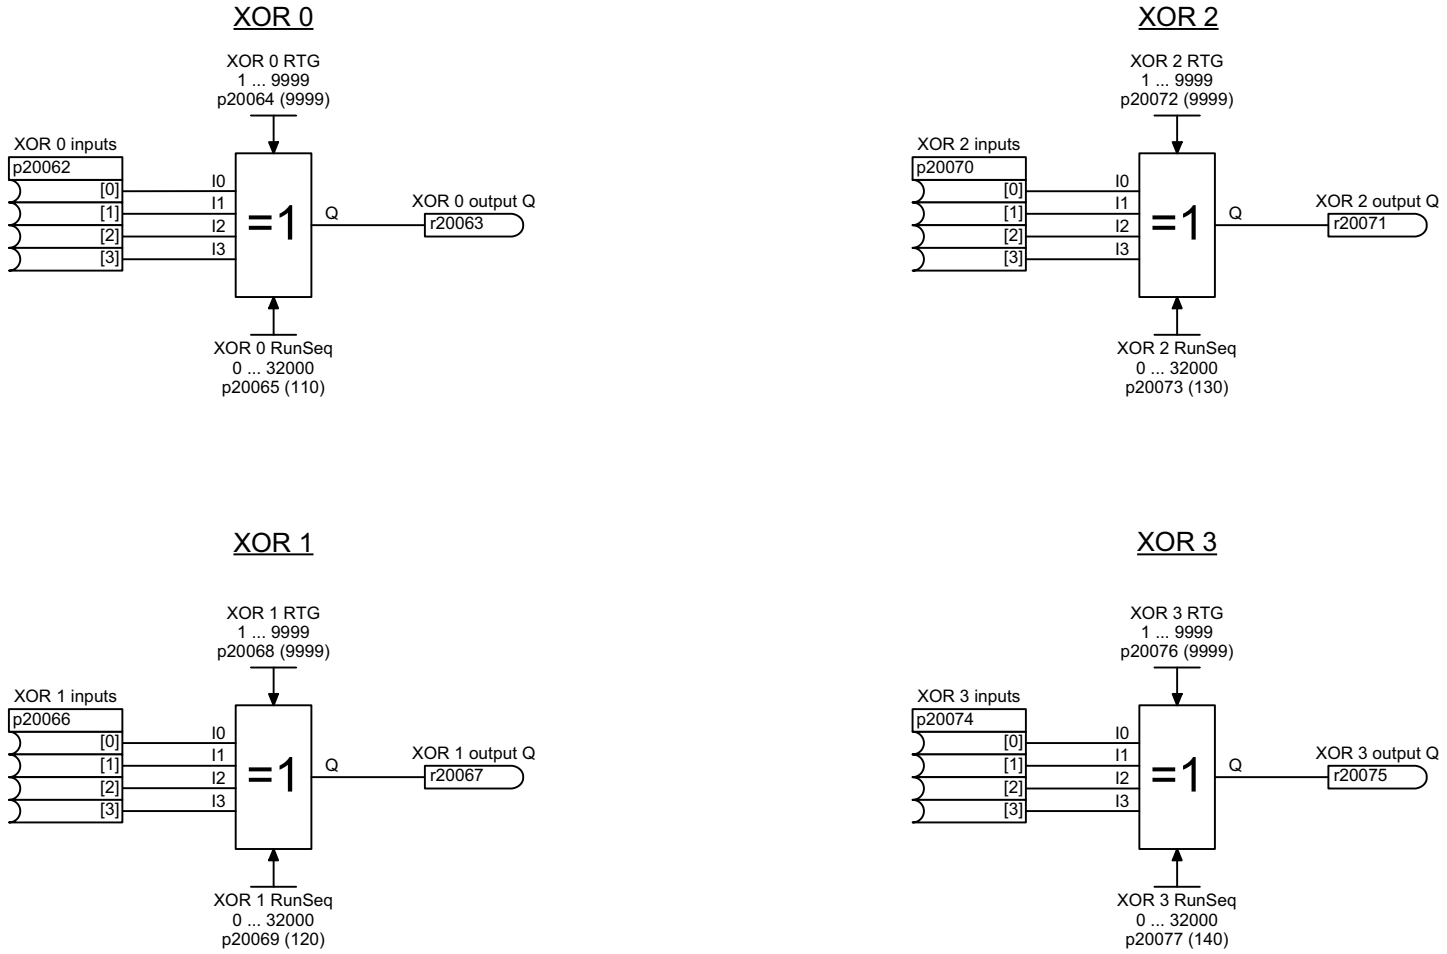 XOR 0
XOR 0 RTG
1 ... 9999
p20064 (9999)
XOR 0 inputs
p20062
[0]
[1]
[2]
[3]
I0
I1
I2
I3
=1
Q
XOR 0 output Q
r20063
XOR 0 RunSeq
0 ... 32000
p20065 (110)
XOR 2
XOR 2 RTG
1 ... 9999
p20072 (9999)
XOR 2 inputs
p20070
[0]
[1]
[2]
[3]
I0
I1
I2
I3
=1
Q
XOR 2 output Q
r20071
XOR 2 RunSeq
0 ... 32000
p20073 (130)
XOR 1
XOR 1 RTG
1 ... 9999
p20068 (9999)
XOR 1 inputs
p20066
[0]
[1]
[2]
[3]
I0
I1
I2
I3
=1
Q
XOR 1 output Q
r20067
XOR 1 RunSeq
0 ... 32000
p20069 (120)
XOR 3
XOR 3 RTG
1 ... 9999
p20076 (9999)
XOR 3 inputs
p20074
[0]
[1]
[2]
[3]
I0
I1
I2
I3
=1
Q
XOR 3 output Q
r20075
XOR 3 RunSeq
0 ... 32000
p20077 (140)